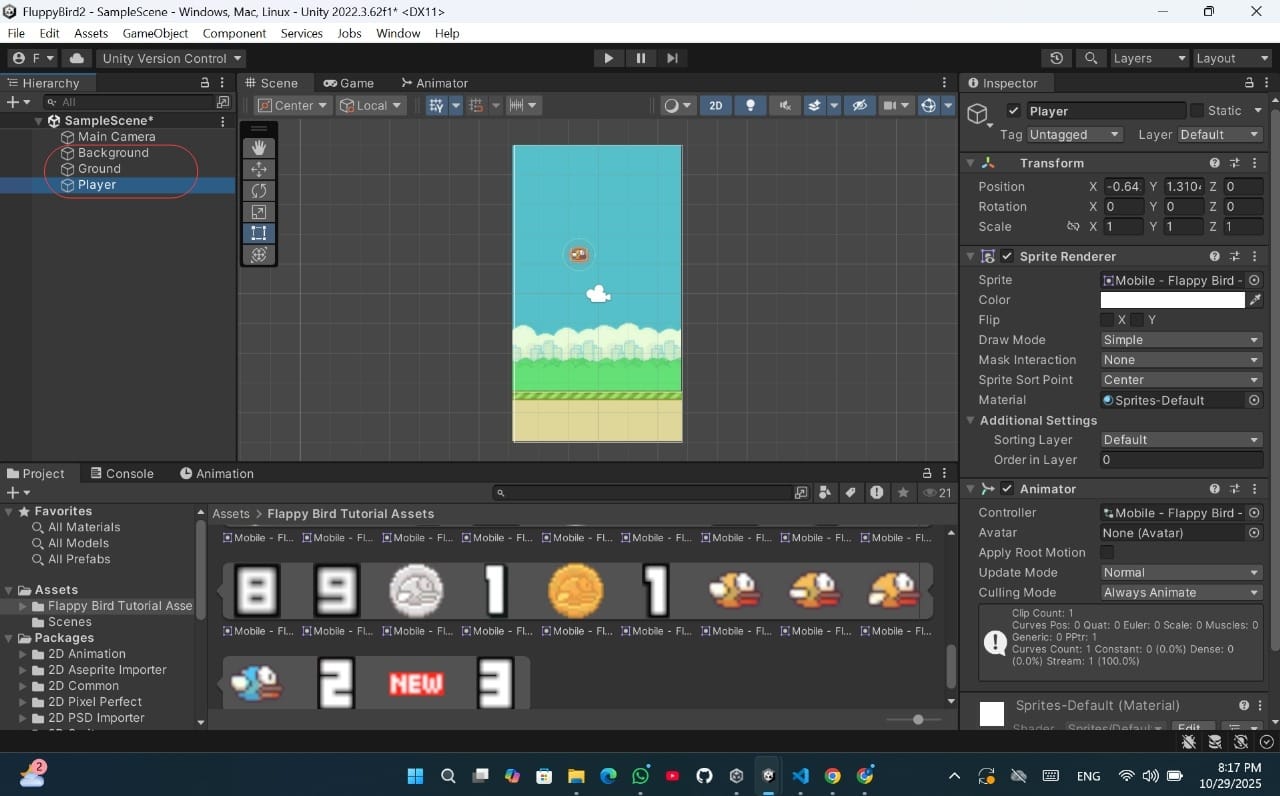 FluppyBird2 - SampleScene - Windows, Mac, Linux - Unity 2022.3.62f1* <DX11>
File Edit Assets GameObject Component Services Jobs Window Help
F Unity Version Control Layers Layout
Hierarchy
All
SampleScene*
Main Camera
Background
Ground
Player
Scene Game Animator
Center Local 2D
Inspector
Player Static
Tag Untagged Layer Default
Transform
Position X -0.64 Y 1.310 Z 0
Rotation X 0 Y 0 Z 0
Scale X 1 Y 1 Z 1
Sprite Renderer
Sprite Mobile - Flappy Bird -
Color
Flip X Y
Draw Mode Simple
Mask Interaction None
Sprite Sort Point Center
Material Sprites-Default
Additional Settings
Sorting Layer Default
Order in Layer 0
Animator
Controller Mobile - Flappy Bird -
Avatar None (Avatar)
Apply Root Motion
Update Mode Normal
Culling Mode Always Animate
Clip Count: 1
Curves Pos: 0 Quat: 0 Euler: 0 Scale: 0 Muscles: 0
Generic: 0 PPtr: 1
Curves Count: 1 Constant: 0 (0.0%) Dense: 0
(0.0%) Stream: 1 (100.0%)
Sprites-Default (Material)
Shader Sprites/Default Edit
Project Console Animation
21
Favorites
All Materials
All Models
All Prefabs
Assets
Flappy Bird Tutorial Asse
Scenes
Packages
2D Animation
2D Aseprite Importer
2D Common
2D Pixel Perfect
2D PSD Importer
Assets > Flappy Bird Tutorial Assets
Mobile - Fl... Mobile - Fl... Mobile - Fl... Mobile - Fl... Mobile - Fl... Mobile - Fl... Mobile - Fl... Mobile - Fl... Mobile - Fl...
8 9 1 1
Mobile - Fl... Mobile - Fl... Mobile - Fl... Mobile - Fl... Mobile - Fl... Mobile - Fl... Mobile - Fl... Mobile - Fl... Mobile - Fl...
2 NEW 3
2
ENG
8:17 PM
10/29/2025